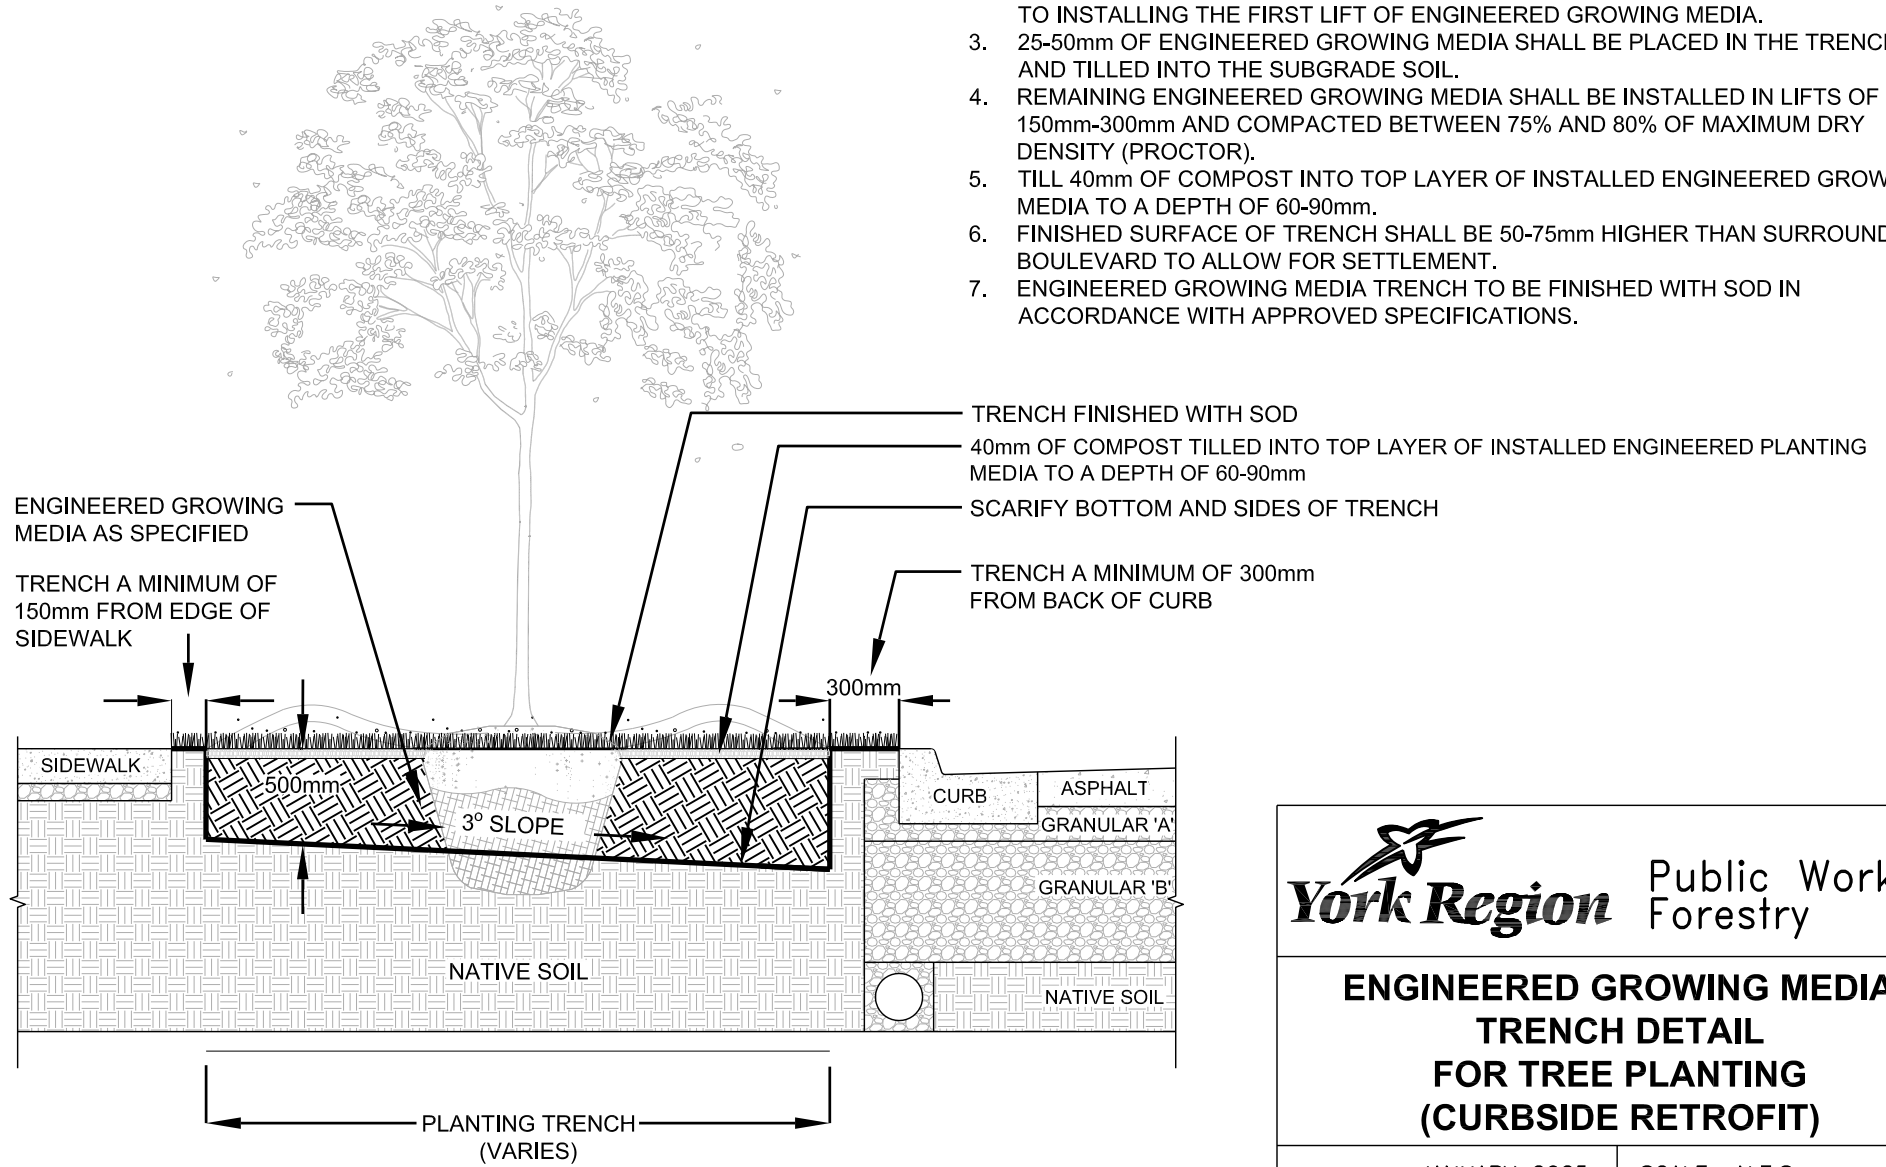 TO INSTALLING THE FIRST LIFT OF ENGINEERED GROWING MEDIA.
3. 25-50mm OF ENGINEERED GROWING MEDIA SHALL BE PLACED IN THE TRENC
AND TILLED INTO THE SUBGRADE SOIL.
4. REMAINING ENGINEERED GROWING MEDIA SHALL BE INSTALLED IN LIFTS OF
150mm-300mm AND COMPACTED BETWEEN 75% AND 80% OF MAXIMUM DRY
DENSITY (PROCTOR).
5. TILL 40mm OF COMPOST INTO TOP LAYER OF INSTALLED ENGINEERED GROW
MEDIA TO A DEPTH OF 60-90mm.
6. FINISHED SURFACE OF TRENCH SHALL BE 50-75mm HIGHER THAN SURROUND
BOULEVARD TO ALLOW FOR SETTLEMENT.
7. ENGINEERED GROWING MEDIA TRENCH TO BE FINISHED WITH SOD IN
ACCORDANCE WITH APPROVED SPECIFICATIONS.
TRENCH FINISHED WITH SOD
40mm OF COMPOST TILLED INTO TOP LAYER OF INSTALLED ENGINEERED PLANTING
MEDIA TO A DEPTH OF 60-90mm
SCARIFY BOTTOM AND SIDES OF TRENCH
TRENCH A MINIMUM OF 300mm
FROM BACK OF CURB
ENGINEERED GROWING
MEDIA AS SPECIFIED
TRENCH A MINIMUM OF
150mm FROM EDGE OF
SIDEWALK
300mm
SIDEWALK
500mm
3° SLOPE
CURB
ASPHALT
GRANULAR 'A'
GRANULAR 'B'
NATIVE SOIL
NATIVE SOIL
PLANTING TRENCH
(VARIES)
York Region
Public Work
Forestry
ENGINEERED GROWING MEDIA
TRENCH DETAIL
FOR TREE PLANTING
(CURBSIDE RETROFIT)